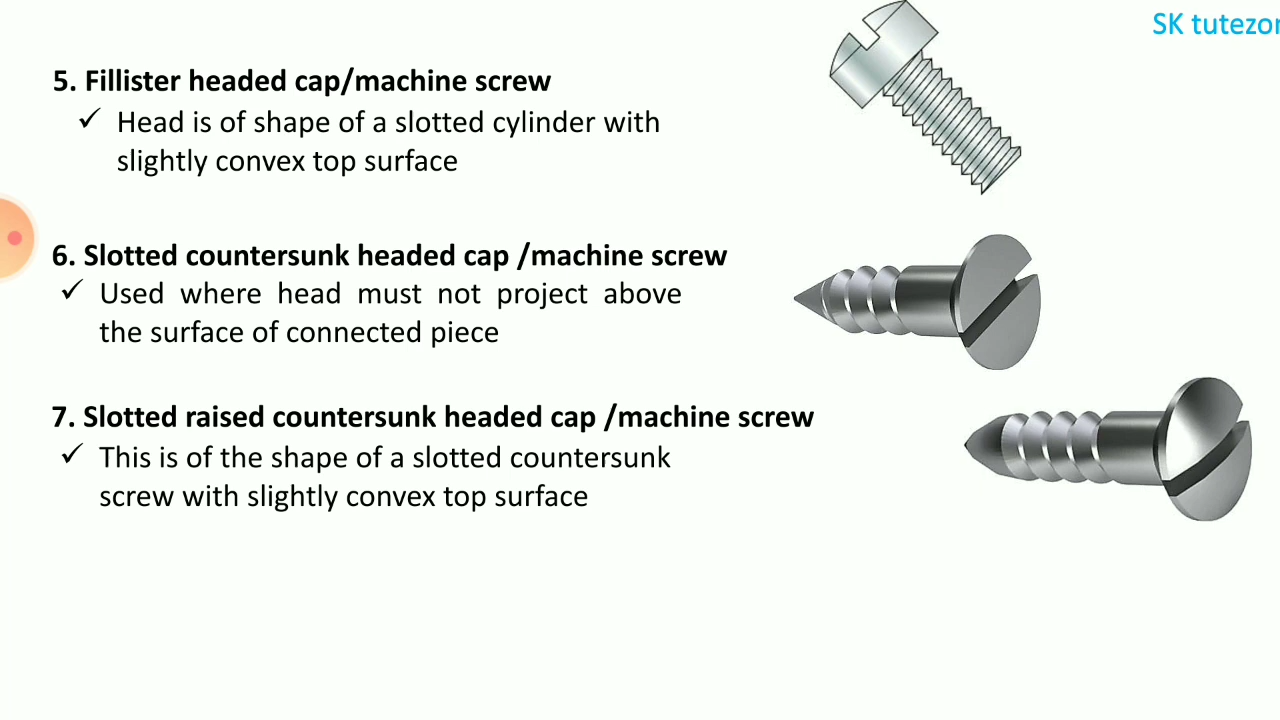 SK tutezor
5. Fillister headed cap/machine screw
✓ Head is of shape of a slotted cylinder with
slightly convex top surface
6. Slotted countersunk headed cap /machine screw
✓ Used where head must not project above
the surface of connected piece
7. Slotted raised countersunk headed cap /machine screw
✓ This is of the shape of a slotted countersunk
screw with slightly convex top surface